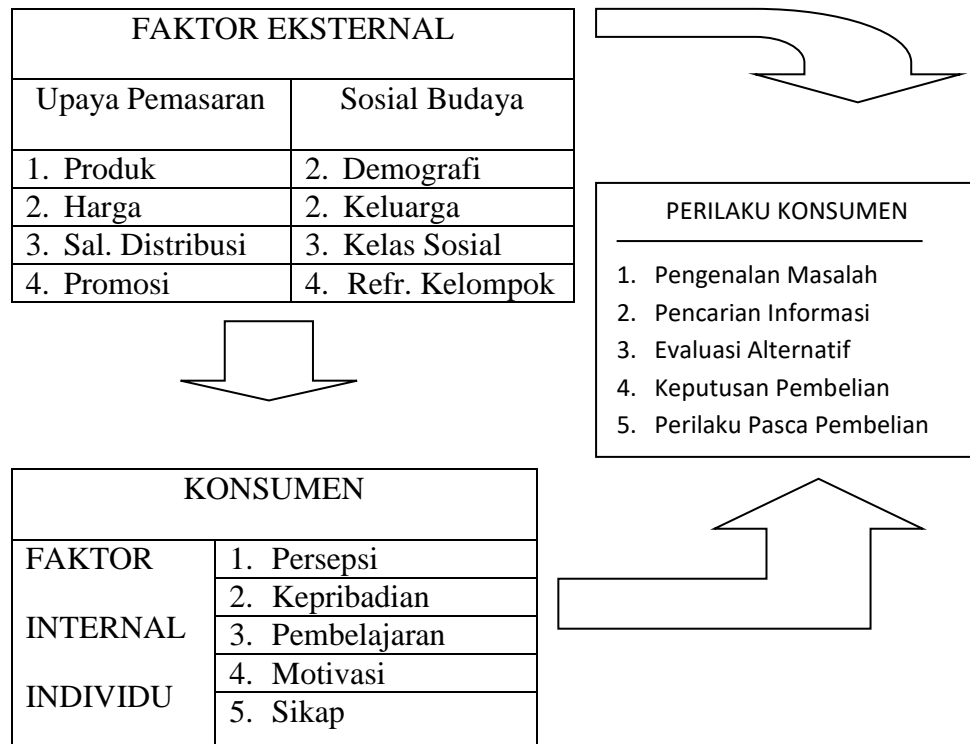 FAKTOR EKSTERNAL
Upaya Pemasaran
Sosial Budaya
1. Produk
2. Demografi
2. Harga
2. Keluarga
3. Sal. Distribusi
3. Kelas Sosial
4. Promosi
4. Refr. Kelompok
PERILAKU KONSUMEN
1. Pengenalan Masalah
2. Pencarian Informasi
3. Evaluasi Alternatif
4. Keputusan Pembelian
5. Perilaku Pasca Pembelian
KONSUMEN
FAKTOR
INTERNAL
INDIVIDU
1. Persepsi
2. Kepribadian
3. Pembelajaran
4. Motivasi
5. Sikap